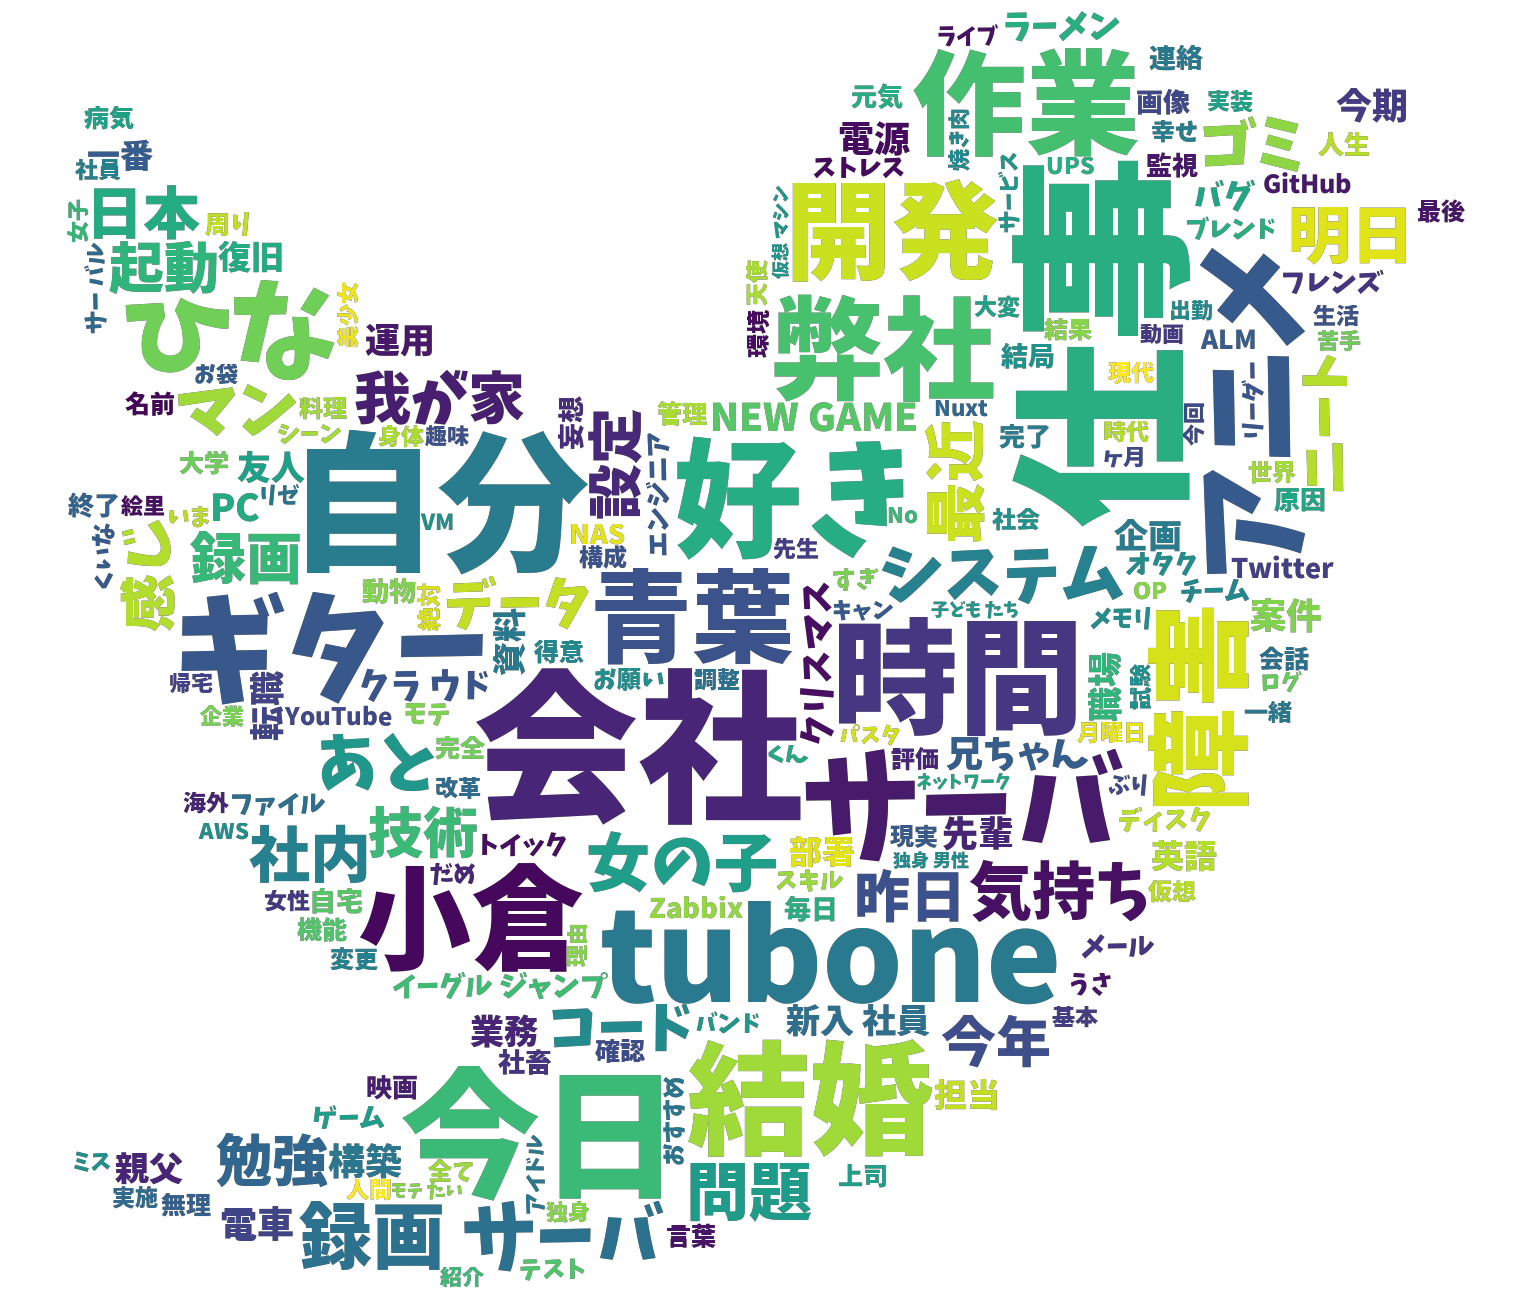 ライブ
ラーメン
作業
連絡
元気
画像
実装
今期
病気
電源
焼き肉
幸せ
ゴミ
人生
一番
社員
ストレス
UPS
監視
GitHub
日本
女子
周り
開発
サービス
仕事
バグ
明日
最後
マシン
仮想
ブレンド
起動
復旧
サーバル
天使
フレンズ
ひな
美少女
運用
環境
弊社
大変
出勤
結果
動画
ALM
生活
苦手
アニメ
結局
現代
お袋
マン
名前
料理
シーン
我が家
身体
趣味
妄想
設定
管理
NEW GAME
Nuxt
最近
完了
時代
今回
リーダー
ケ月
ニート
大学
友人
自分
エンジニア
好き
世界
原因
終了
絵里
いま
PC
リゼ
VM
NAS
構成
No
社会
企画
先生
くいな
感じ
録画
動物
絶対
データ
青葉
すぎ
システム
オタク
Twitter
OP
チーム
キャン
子どもたち
メモリ
障害
案件
ギター
資料
得意
クリスマス
時間
職場
試験
会話
ログ
帰宅
転職
クラウド
お願い
調整
企業
YouTube
モテ
会社
パスタ
月曜日
一緒
あと
完全
くん
評価
兄ちゃん
改革
サーバ
ネットワーク
ぶり
海外
ファイル
AWS
技術
トイック
現実
先輩
ディスク
社内
女の子
部署
独身 男性
英語
だめ
小倉
スキル
昨日
気持ち
仮想
女性
自宅
Zabbix
毎日
機能
理由
tubone
変更
メール
イーグル ジャンプ
うさ
業務
コード
バンド
新入 社員
今年
基本
社畜
確認
結婚
映画
今日
おすすめ
担当
ゲーム
勉強
構築
アイドル
ミス
親父
全て
問題
上司
人間
モテたい
実施
無理
独身
電車
録画 サーバ
言葉
紹介
テスト